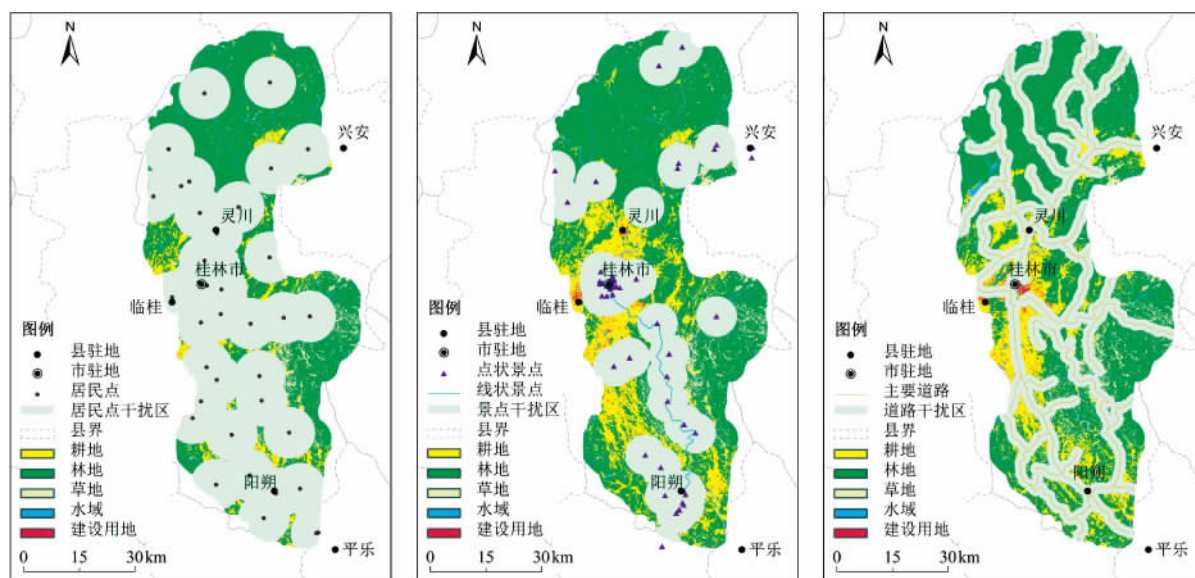 N
兴安
灵川
桂林市
临桂
图例
县驻地
市驻地
居民点
居民点干扰区
县界
耕地
林地
草地
水域
建设用地
阳朔
平乐
0 15 30km
N
兴安
灵川
桂林市
临桂
图例
县驻地
市驻地
点状景点
线状景点
景点干扰区
县界
耕地
林地
草地
水域
建设用地
阳朔
平乐
0 15 30km
N
兴安
灵川
桂林市
临桂
图例
县驻地
市驻地
主要道路
道路干扰区
县界
耕地
林地
草地
水域
建设用地
阳朔
平乐
0 15 30km